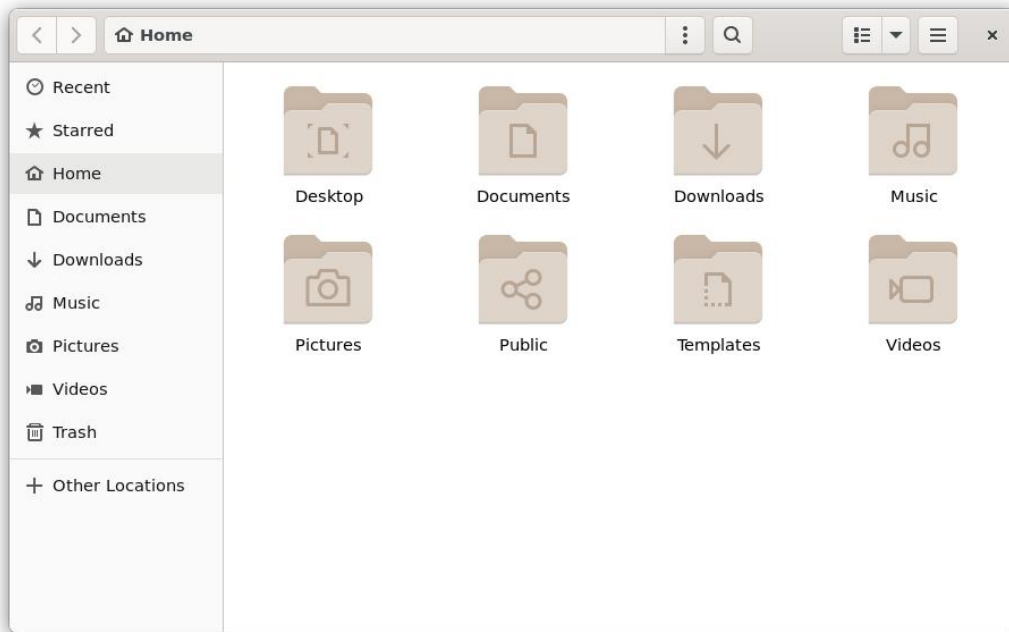 Home
Recent
Starred
Home
Documents
Downloads
Music
Pictures
Videos
Trash
Other Locations
Desktop Documents Downloads Music
Pictures Public Templates Videos